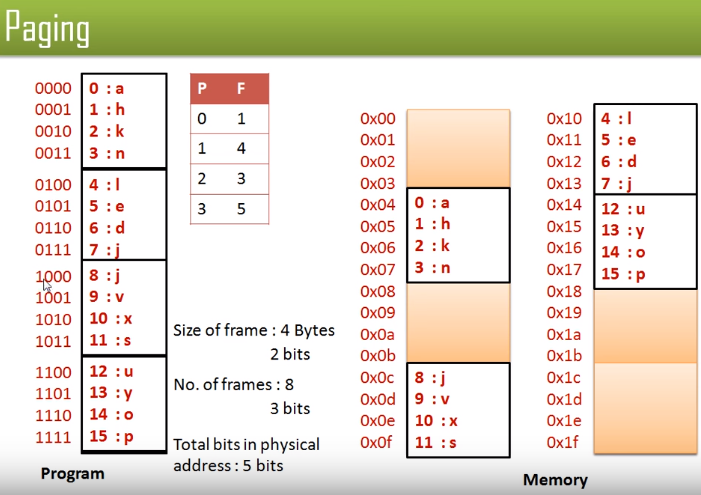 Paging
0000 0 : a
0001 1 : h
0010 2 : k
0011 3 : n
0100 4 : l
0101 5 : e
0110 6 : d
0111 7 : j
1000 8 : j
1001 9 : v
1010 10 : x
1011 11 : s
1100 12 : u
1101 13 : y
1110 14 : o
1111 15 : p
Program
P F
0 1
1 4
2 3
3 5
Size of frame : 4 Bytes
2 bits
No. of frames : 8
3 bits
Total bits in physical
address : 5 bits
0x00
0x01
0x02
0x03
0x04 0 : a
0x05 1 : h
0x06 2 : k
0x07 3 : n
0x08
0x09
0x0a
0x0b
0x0c 8 : j
0x0d 9 : v
0x0e 10 : x
0x0f 11 : s
0x10 4 : l
0x11 5 : e
0x12 6 : d
0x13 7 : j
0x14 12 : u
0x15 13 : y
0x16 14 : o
0x17 15 : p
0x18
0x19
0x1a
0x1b
0x1c
0x1d
0x1e
0x1f
Memory